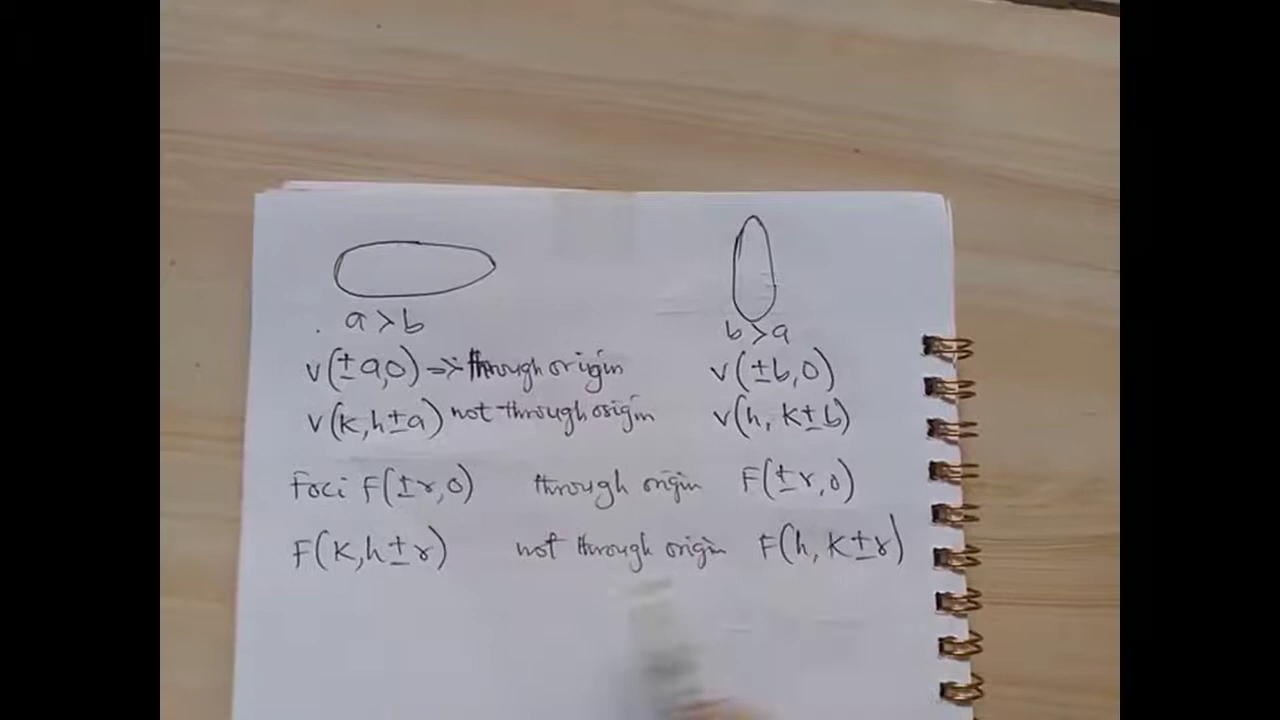 a>b b>a
V(±a,0) => through origin V(±b,0)
V(k,h±a) not through origin V(h, k±b)
Foci F(±r,0) through origin F(±r,0)
F(k,h±r) not through origin F(h, k±r)